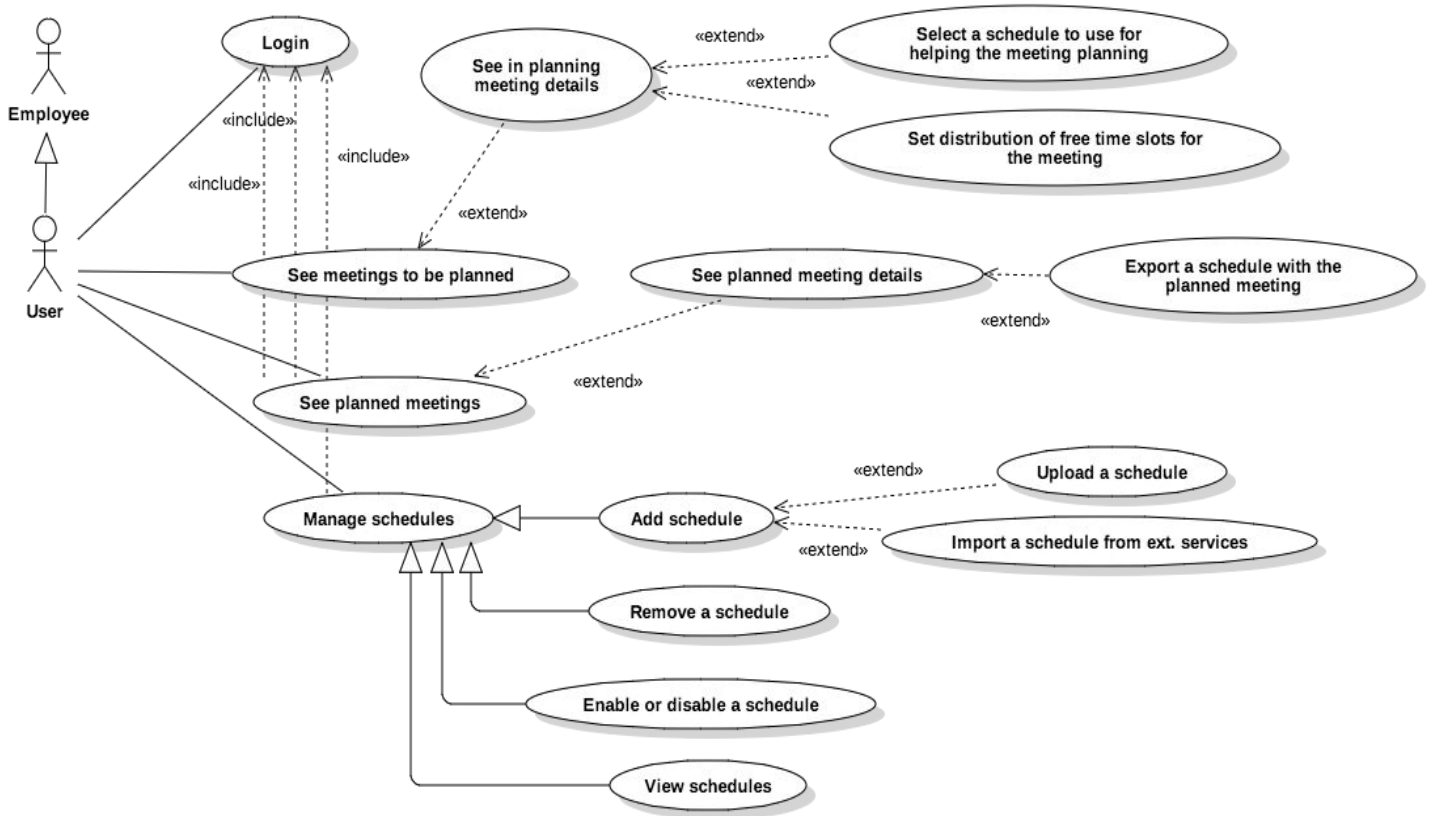 Login
«extend»
Select a schedule to use for
helping the meeting planning
See in planning
meeting details
«extend»
Employee
«include»
«include»
«include»
Set distribution of free time slots for
the meeting
«extend»
User
See meetings to be planned
See planned meeting details
Export a schedule with the
planned meeting
«extend»
«extend»
See planned meetings
Manage schedules
Add schedule
«extend»
Upload a schedule
«extend»
Import a schedule from ext. services
Remove a schedule
Enable or disable a schedule
View schedules